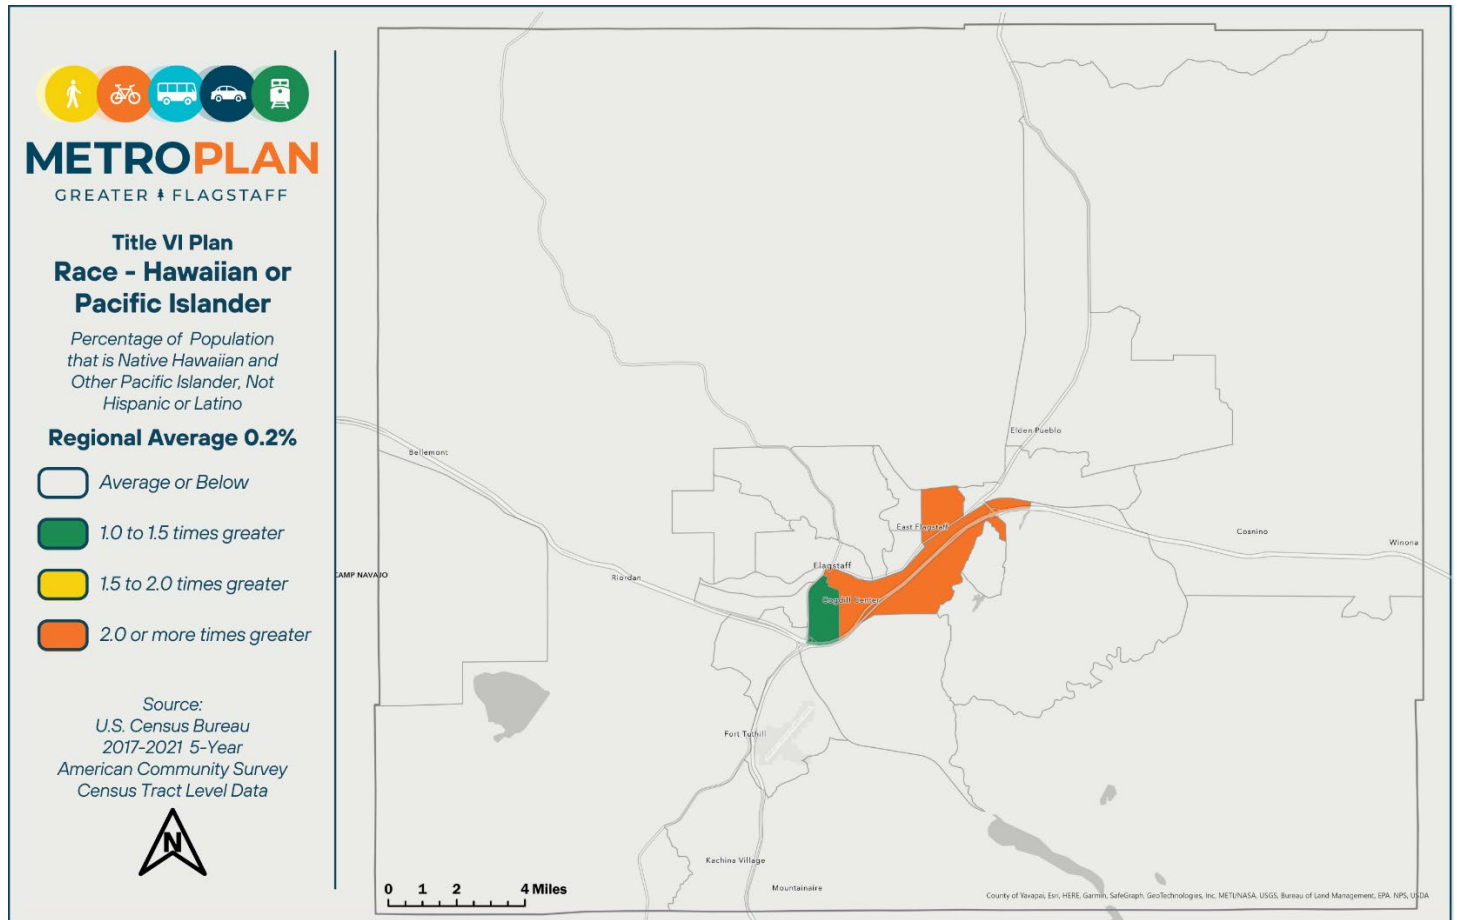 METROPLAN
GREATER FLAGSTAFF
Title VI Plan
Race - Hawaiian or
Pacific Islander
Percentage of Population
that is Native Hawaiian and
Other Pacific Islander, Not
Hispanic or Latino
Regional Average 0.2%
Average or Below
1.0 to 1.5 times greater
1.5 to 2.0 times greater
2.0 or more times greater
Source:
U.S. Census Bureau
2017-2021 5-Year
American Community Survey
Census Tract Level Data
N
Elden Pueblo
Bellemont
East Flagstaff
Cosnino
Winona
Flagstaff
CAMP NAVAJO
Riordan
Cogdill Center
Fort Tuthill
Kachina Village
Mountainaire
0 1 2 4 Miles
County of Yavapai, Esri, HERE, Garmin, SafeGraph, GeoTechnologies, Inc, METI/NASA, USGS, Bureau of Land Management, EPA, NPS, USDA